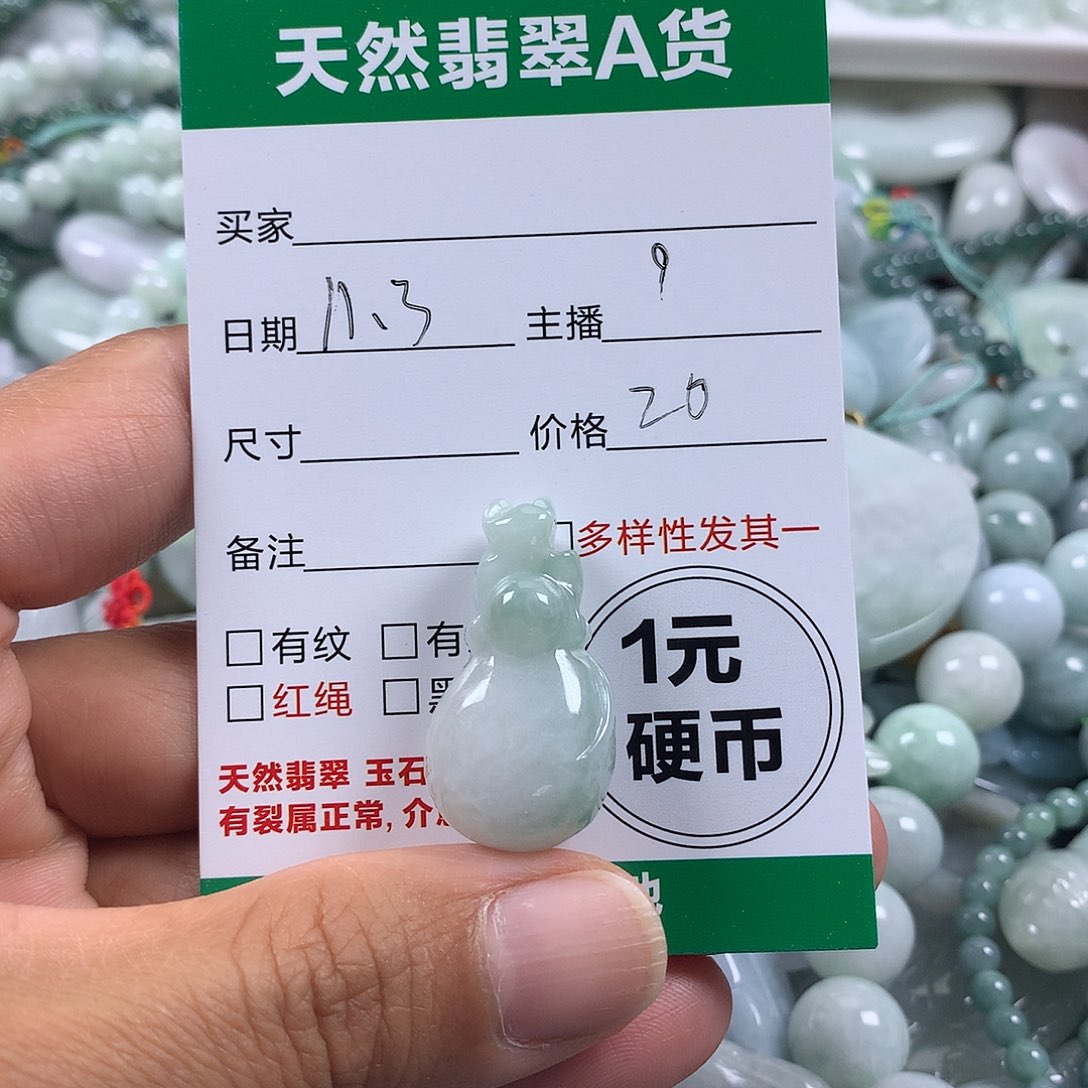 天然翡翠A货
买家
日期 11、3 主播 9
尺寸 价格 20
备注 多样性发其一
有纹 有
红绳
1元
硬币
天然翡翠 玉石
有裂属正常, 介